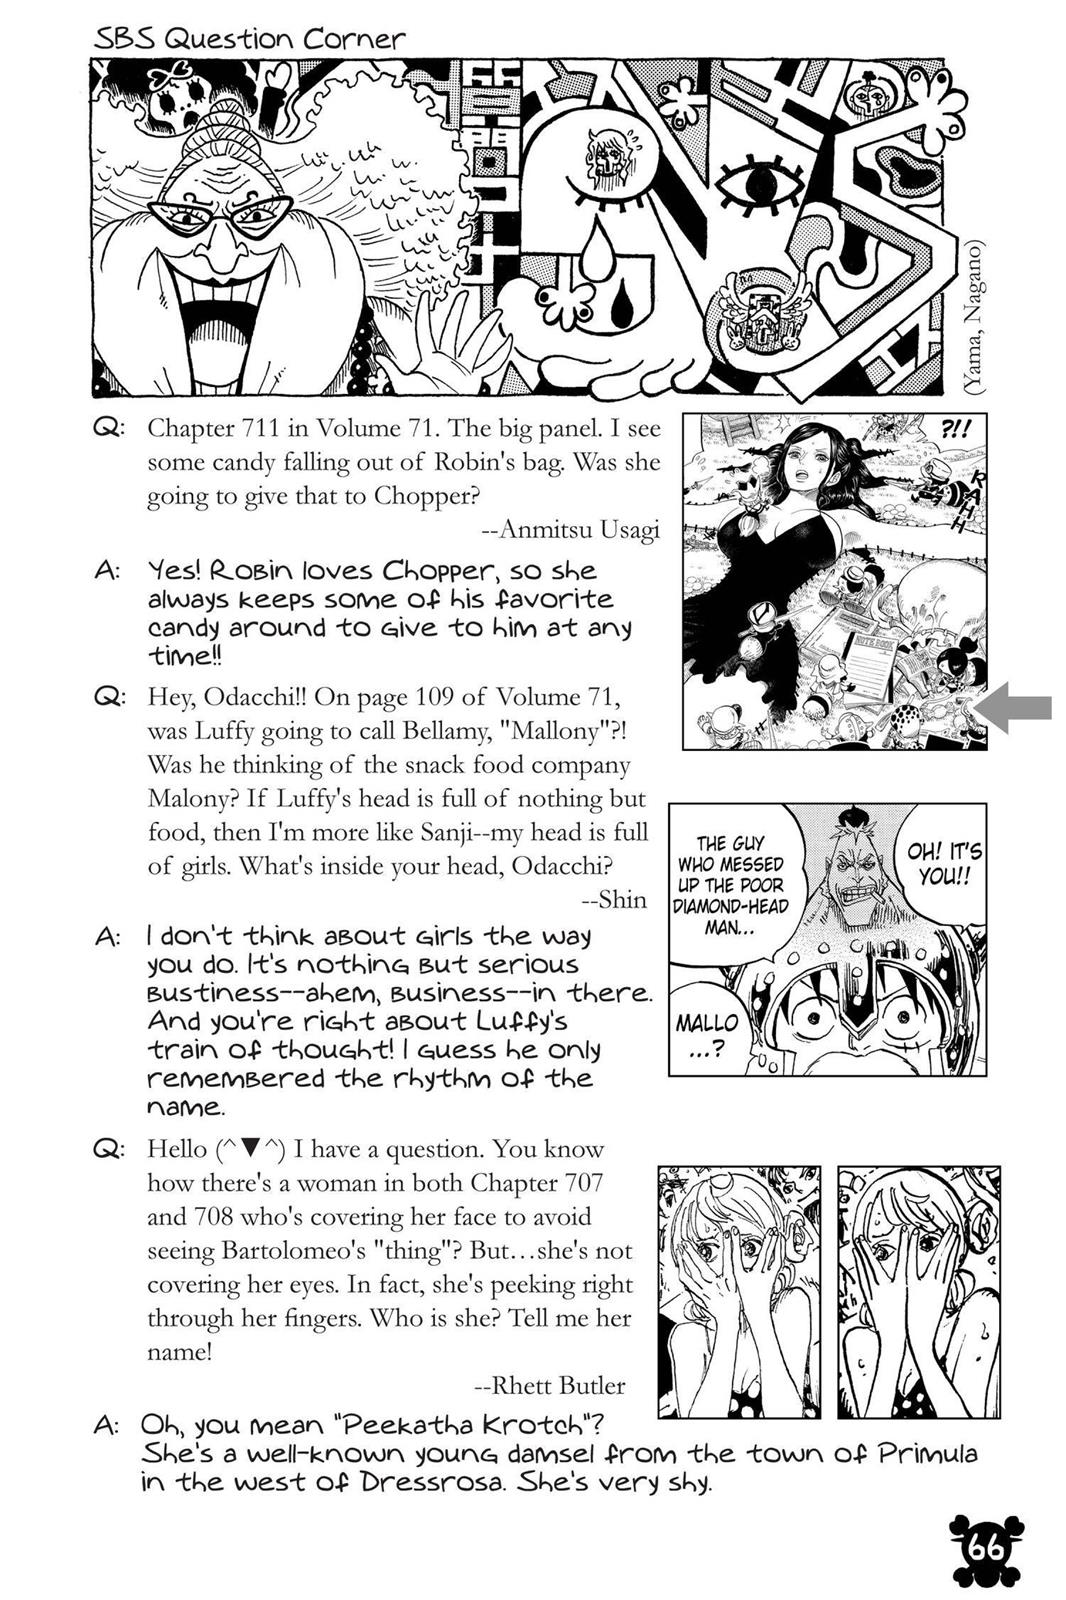 SBS Question Corner
(Yama, Nagano)
Q: Chapter 711 in Volume 71. The big panel. I see
some candy falling out of Robin's bag. Was she
going to give that to Chopper?
--Anmitsu Usagi
A: Yes! Robin loves Chopper, so she
always keeps some of his favorite
candy around to give to him at any
time!!
?!!
RAHH
NOTE BOOK
Q: Hey, Odacchi!! On page 109 of Volume 71,
was Luffy going to call Bellamy, "Mallony"?!
Was he thinking of the snack food company
Malony? If Luffy's head is full of nothing but
food, then I'm more like Sanji--my head is full
of girls. What's inside your head, Odacchi?
--Shin
OH! IT'S
YOU!!
THE GUY
WHO MESSED
UP THE POOR
DIAMOND-HEAD
MAN...
MALLO
...?
A: I don't think about girls the way
you do. It's nothing but serious
bustiness--ahem, business--in there.
And you're right about Luffy's
train of thought! I guess he only
remembered the rhythm of the
name.
Q: Hello (^▼^) I have a question. You know
how there's a woman in both Chapter 707
and 708 who's covering her face to avoid
seeing Bartolomeo's "thing"? But...she's not
covering her eyes. In fact, she's peeking right
through her fingers. Who is she? Tell me her
name!
--Rhett Butler
A: Oh, you mean "Peekatha Krotch"?
She's a well-known young damsel from the town of Primula
in the west of Dressrosa. She's very shy.
66